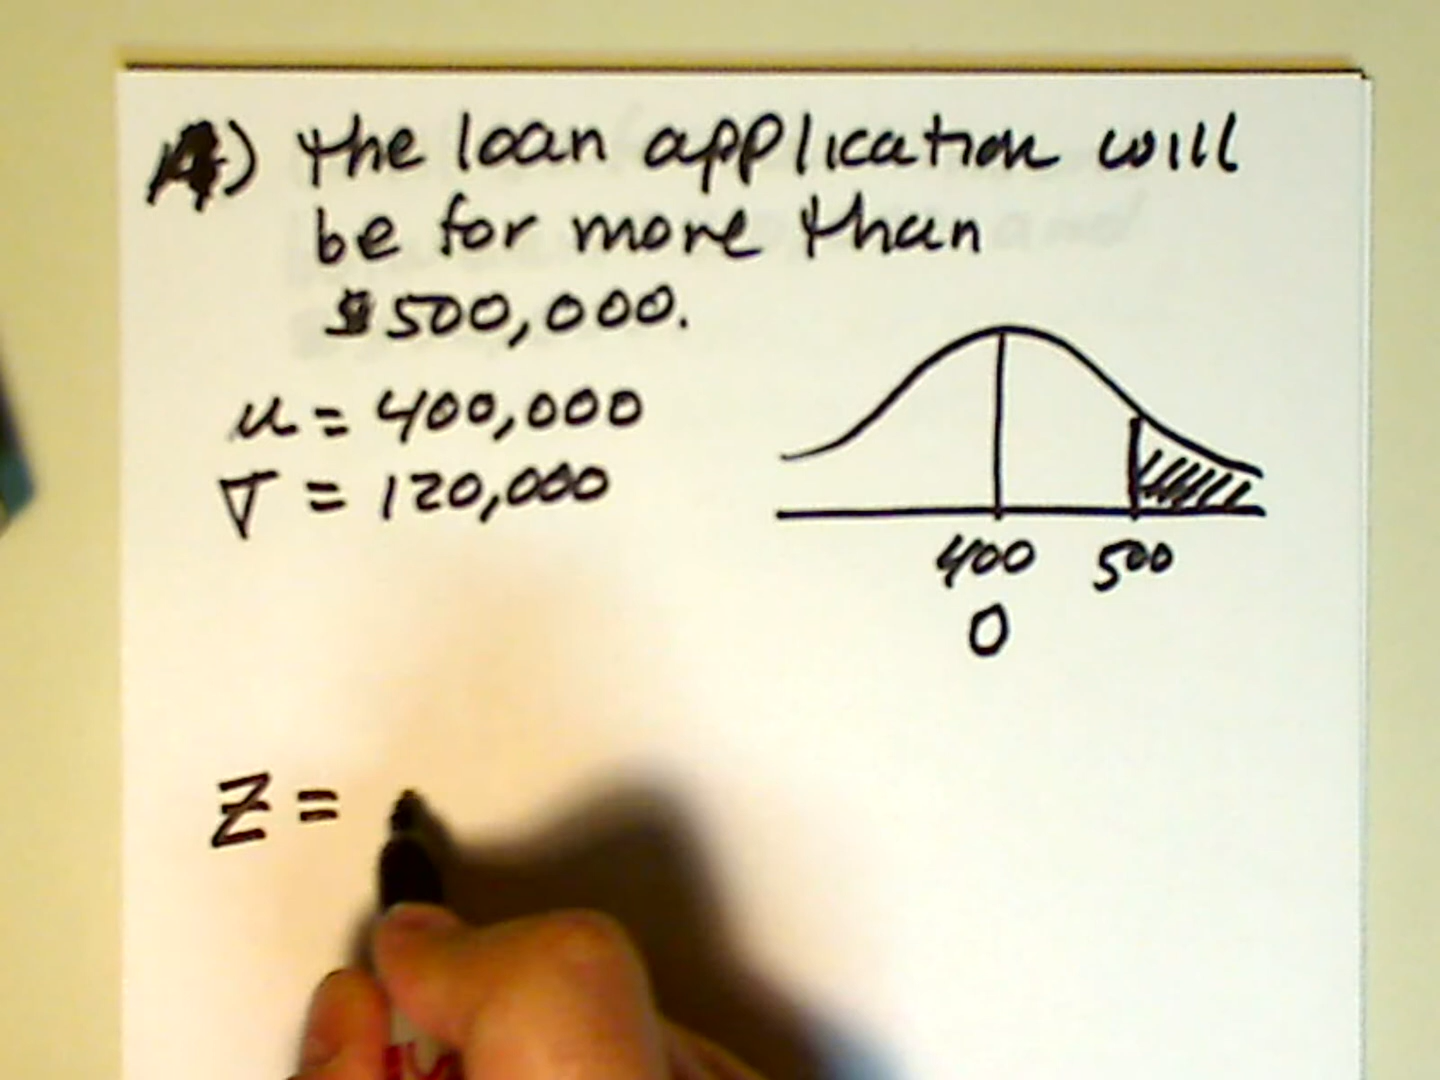 A) the loan application will
be for more than
$500,000.
μ = 400,000
σ = 120,000
400 500
0
Z =